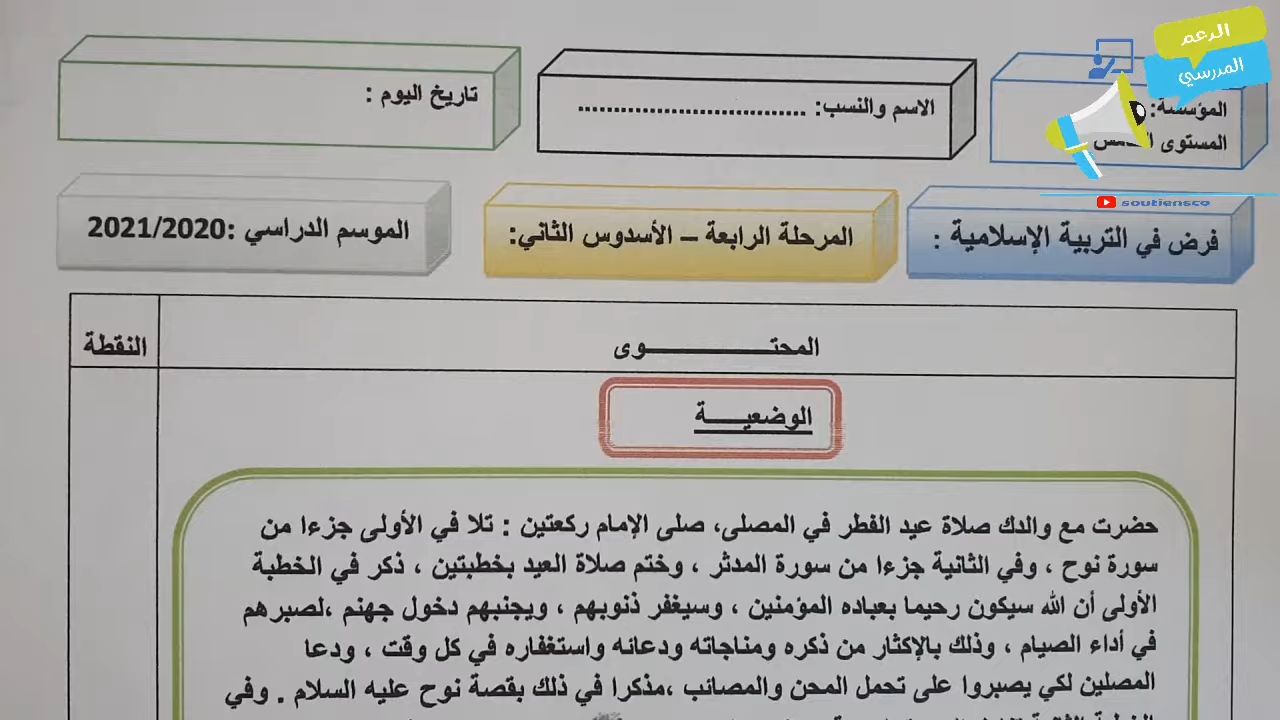 الدعم
المدرسي
المؤسسة:
المستوى
الاسم والنسب: ..............................
تاريخ اليوم :
soutiensco
فرض في التربية الإسلامية :
المرحلة الرابعة – الأسدوس الثاني:
الموسم الدراسي :2021/2020
المحتـــــــــــــــوى
النقطة
الوضعيــــــة
حضرت مع والدك صلاة عيد الفطر في المصلى، صلى الإمام ركعتين : تلا في الأولى جزءا من
سورة نوح ، وفي الثانية جزءا من سورة المدثر ، وختم صلاة العيد بخطبتين ، ذكر في الخطبة
الأولى أن الله سيكون رحيما بعباده المؤمنين ، وسيغفر ذنوبهم ، ويجنبهم دخول جهنم ،لصبرهم
في أداء الصيام ، وذلك بالإكثار من ذكره ومناجاته ودعائه واستغفاره في كل وقت ، ودعا
المصلين لكي يصبروا على تحمل المحن والمصائب ،مذكرا في ذلك بقصة نوح عليه السلام . وفي